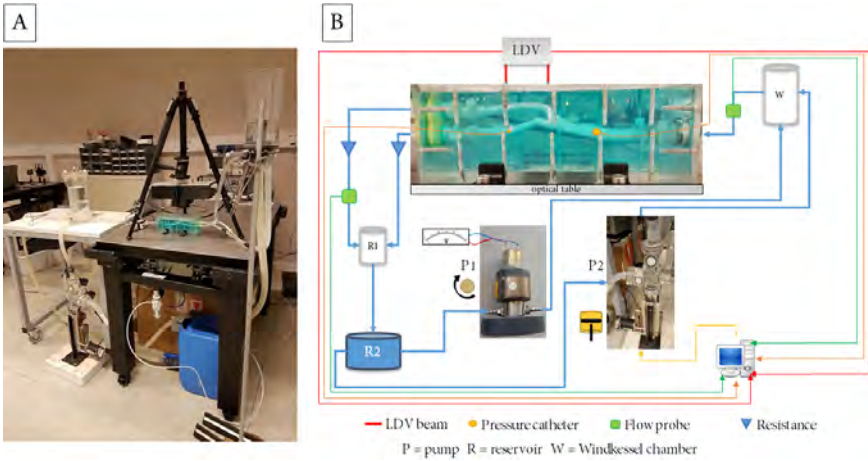 A
B
LDV
W
optical table
R1
P1
P2
V
R2
LDV beam
Pressure catheter
Flow probe
Resistance
P = pump R = reservoir W = Windkessel chamber